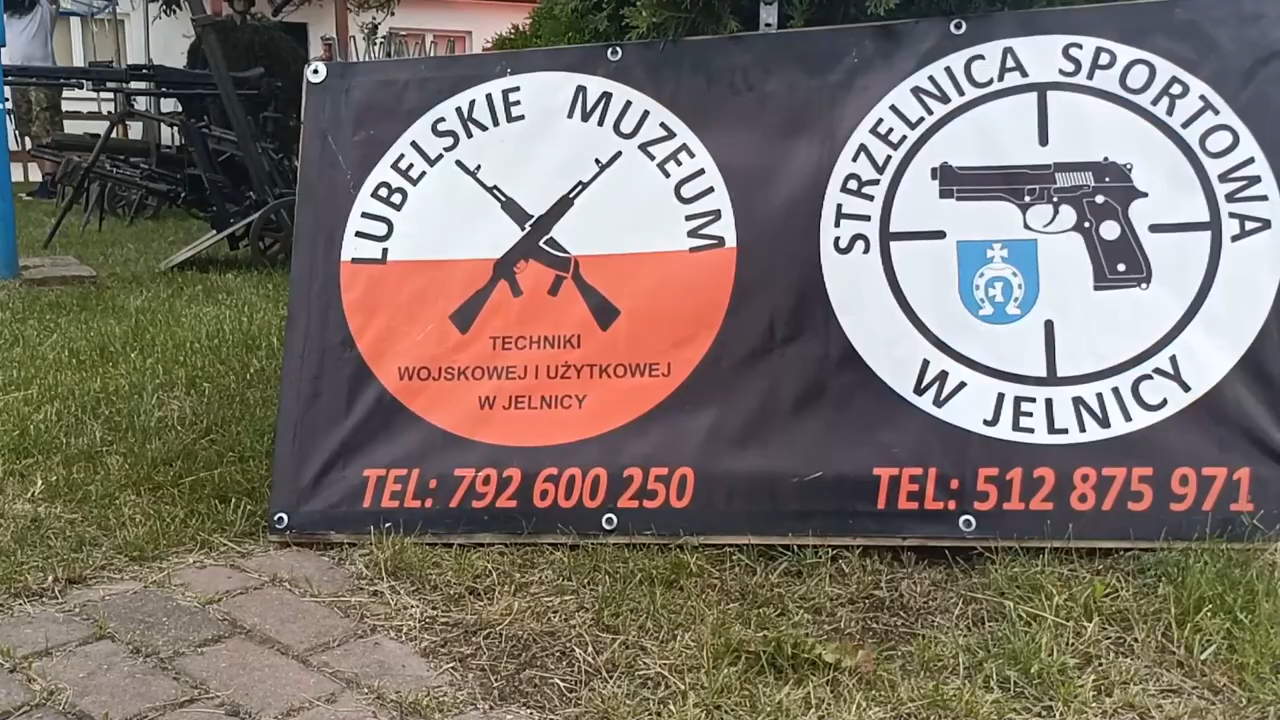 LUBELSKIE MUZEUM
TECHNIKI
WOJSKOWEJ I UŻYTKOWEJ
W JELNICY
TEL: 792 600 250
STRZELNICA SPORTOWA
W JELNICY
TEL: 512 875 971